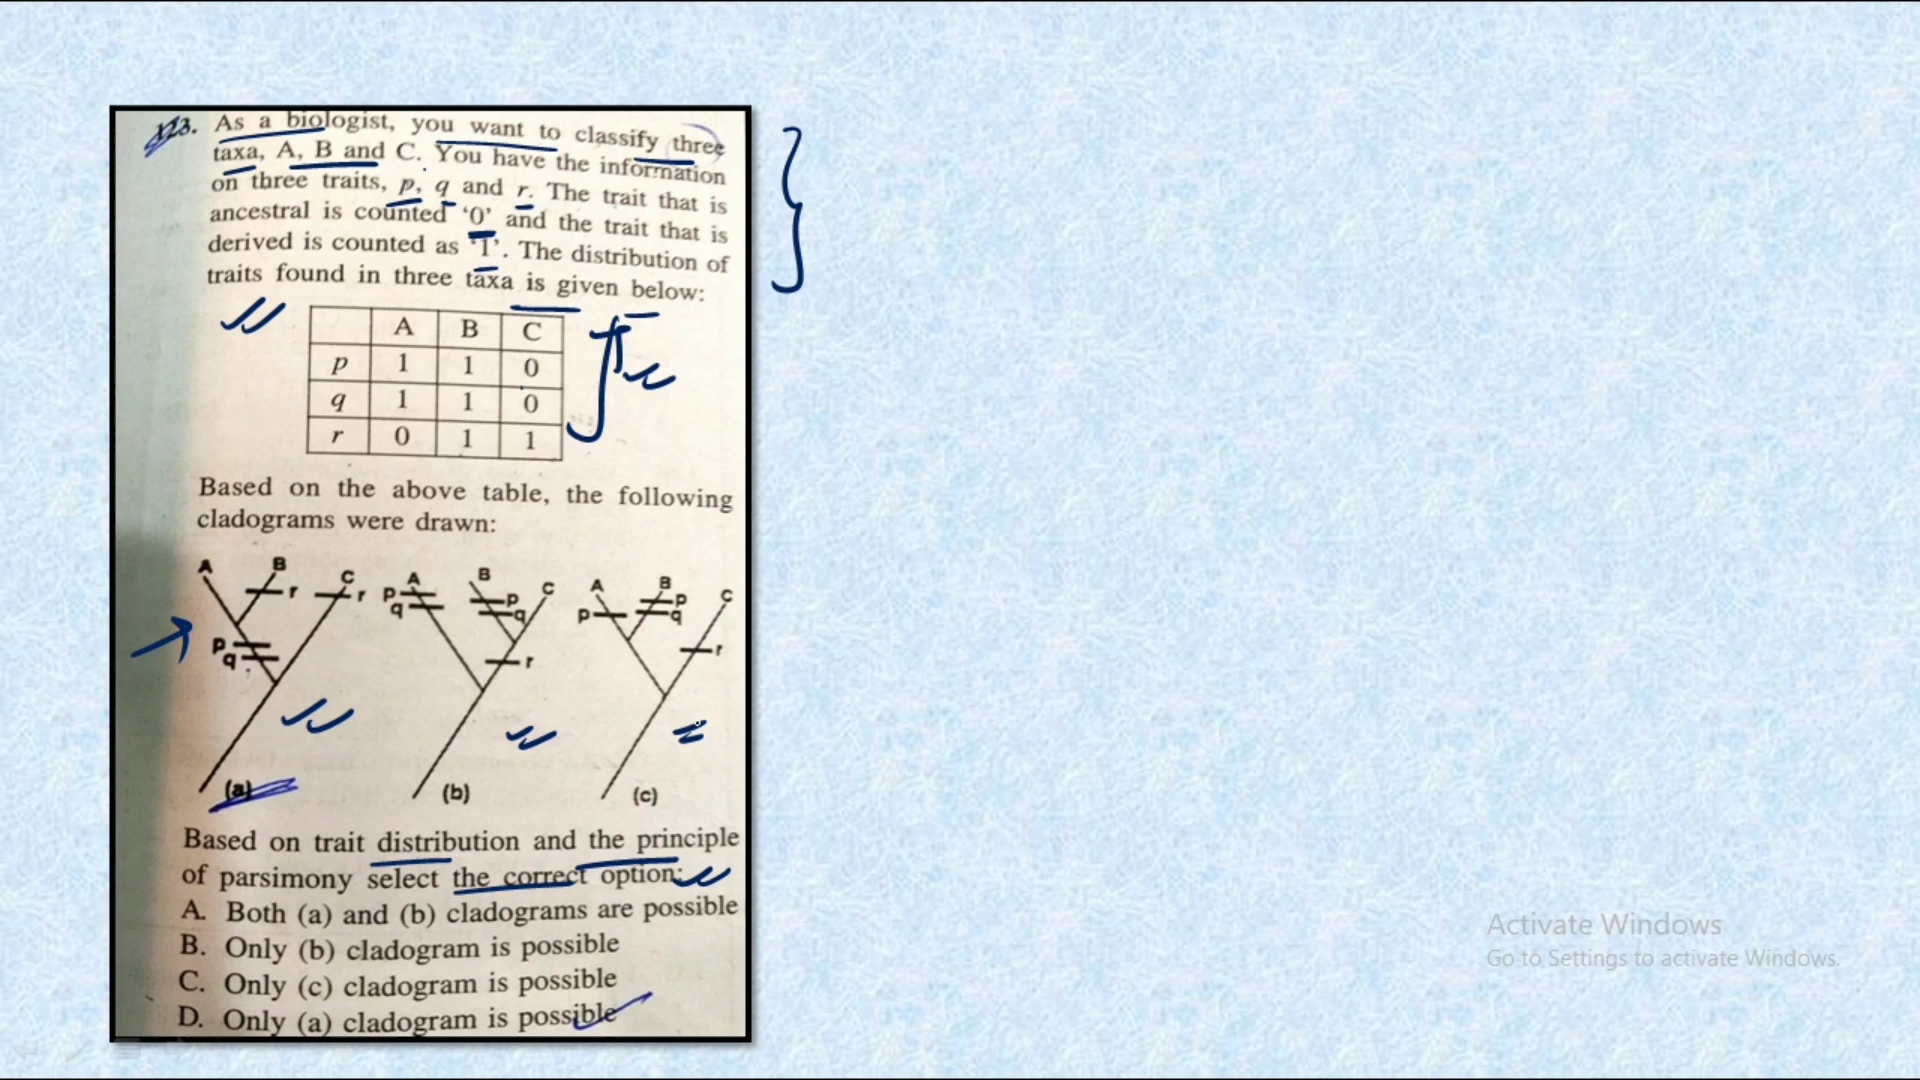 113. As a biologist, you want to classify three
taxa, A, B and C. You have the information
on three traits, p, q and r. The trait that is
ancestral is counted ‘0’ and the trait that is
derived is counted as ‘1’. The distribution of
traits found in three taxa is given below:
A B C
p 1 1 0
q 1 1 0
r 0 1 1
Based on the above table, the following
cladograms were drawn:
A B C A B C A B C
r r p q p q p p q
p q r r
(a) (b) (c)
Based on trait distribution and the principle
of parsimony select the correct option:
A. Both (a) and (b) cladograms are possible
B. Only (b) cladogram is possible
C. Only (c) cladogram is possible
D. Only (a) cladogram is possible
Activate Windows
Go to Settings to activate Windows.